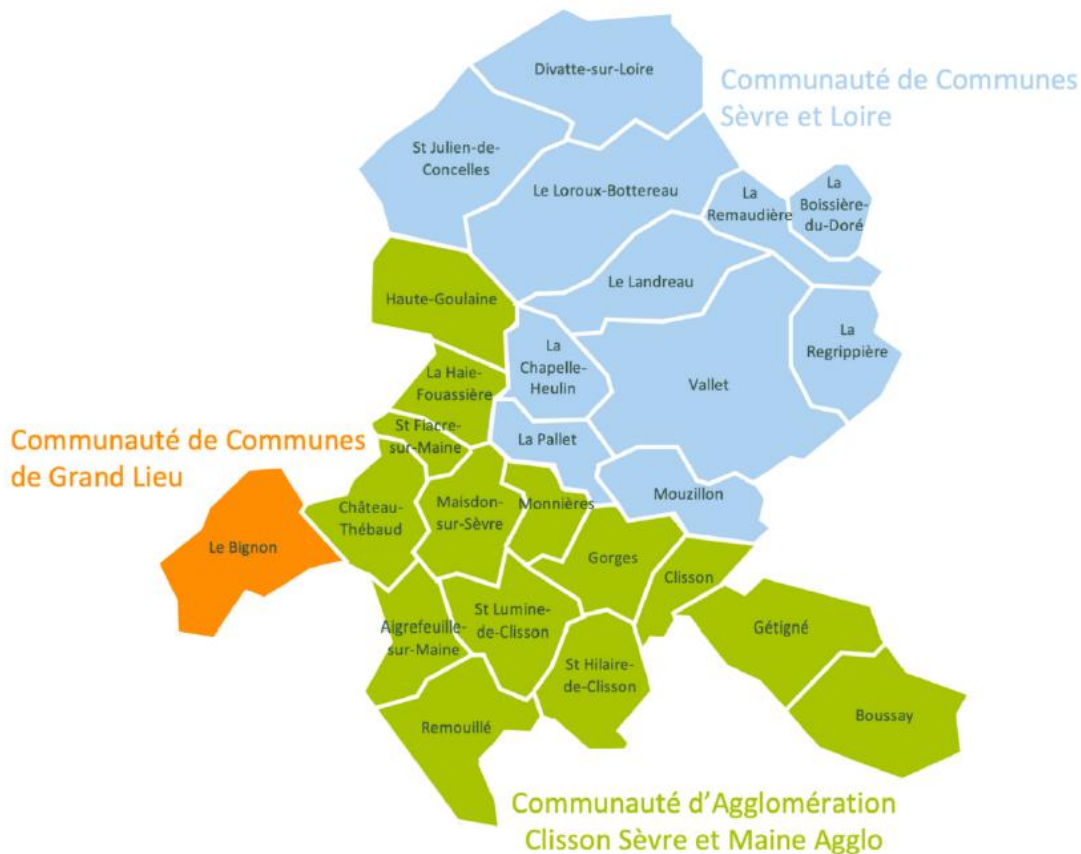 Divatte-sur-Loire
Communauté de Communes
Sèvre et Loire
St Julien-de-
Concelles
Le Loroux-Bottereau
La
Remaudière
La
Boissière-
du-Doré
Haute-Goulaine
Le Landreau
La
Chapelle-
Heulin
Vallet
La
Regrippière
La Haie-
Fouassière
St Fiacre-
sur-Maine
La Pallet
Communauté de Communes
de Grand Lieu
Mouzillon
Château-
Thébaud
Maisdon-
sur-Sèvre
Monnières
Le Bignon
Gorges
Clisson
Aigrefeuille-
sur-Maine
St Lumine-
de-Clisson
Gétigné
St Hilaire-
de-Clisson
Remouillé
Boussay
Communauté d’Agglomération
Clisson Sèvre et Maine Agglo